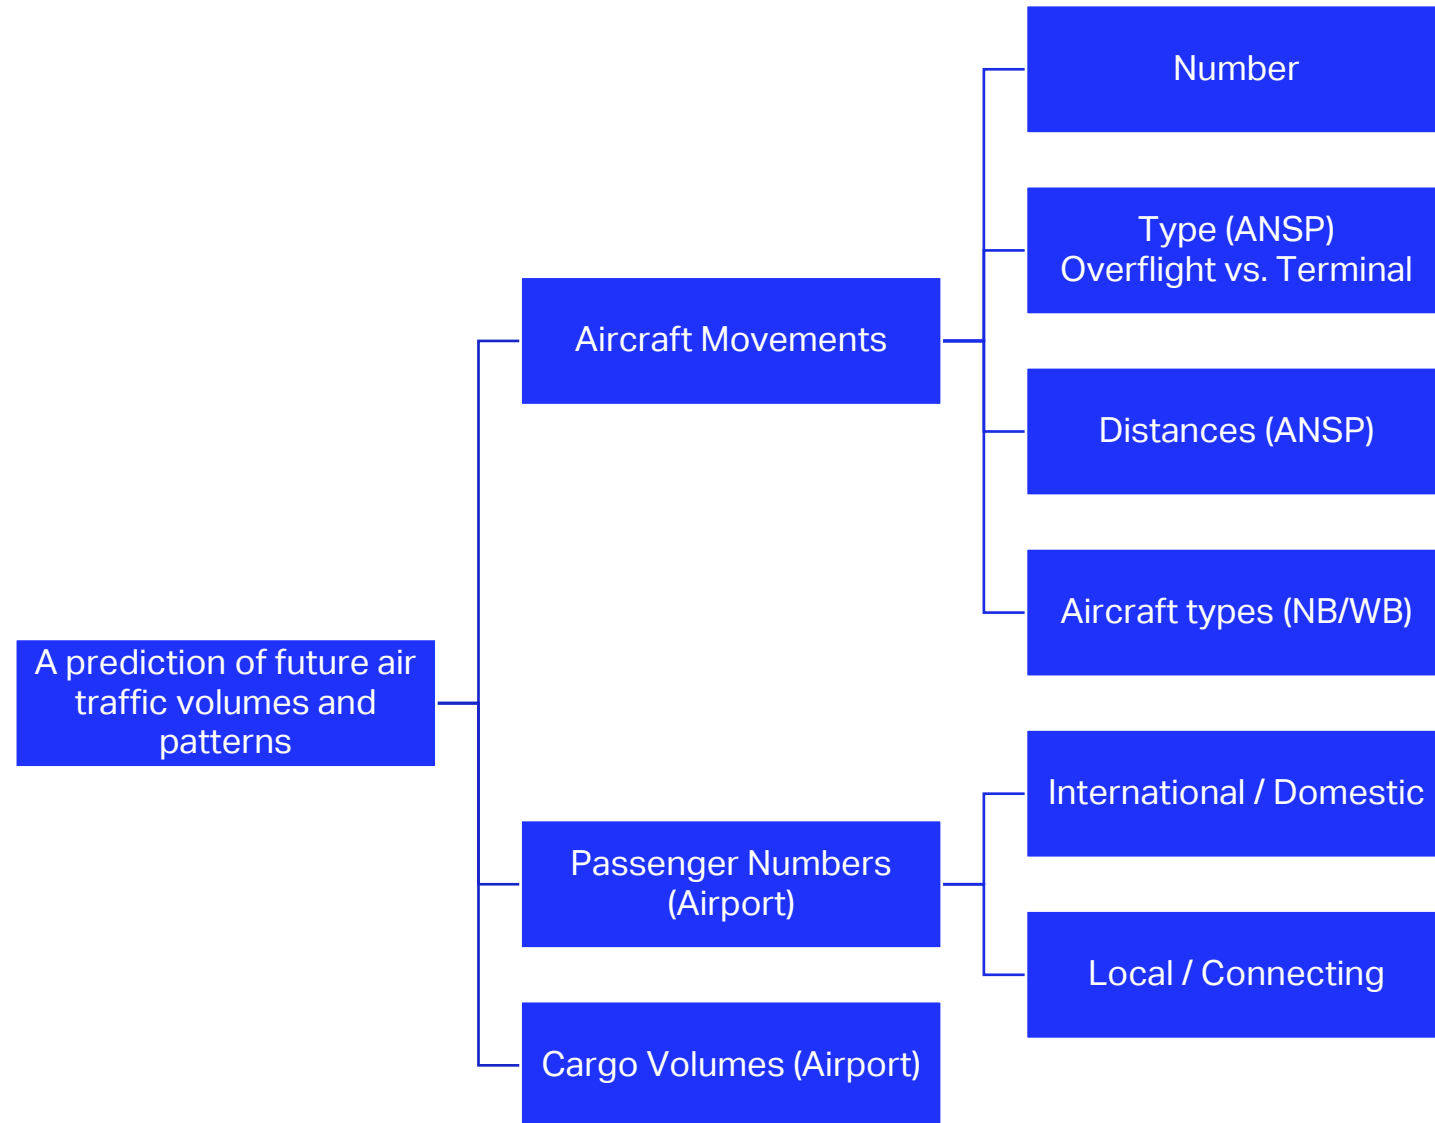 A prediction of future air
traffic volumes and
patterns
Aircraft Movements
Number
Type (ANSP)
Overflight vs. Terminal
Distances (ANSP)
Aircraft types (NB/WB)
Passenger Numbers
(Airport)
International / Domestic
Local / Connecting
Cargo Volumes (Airport)